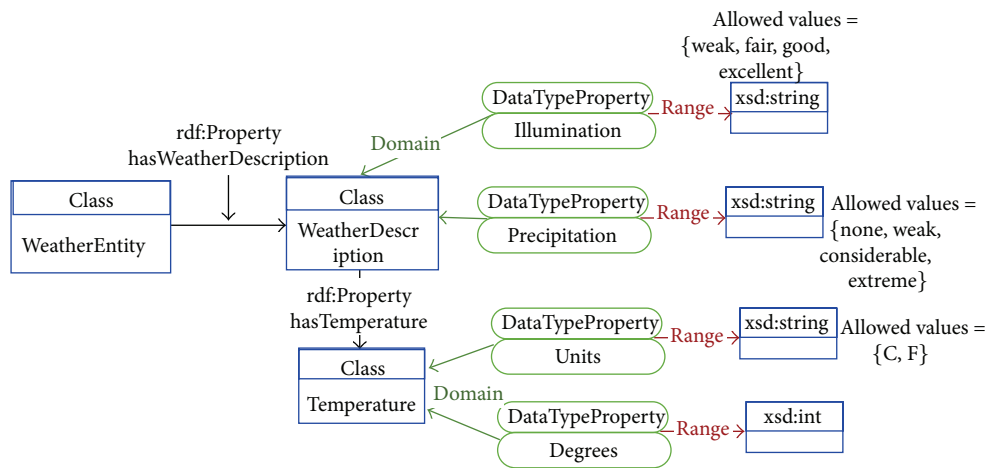 Allowed values =
{weak, fair, good,
excellent}
DataTypeProperty
Range
xsd:string
Illumination
rdf:Property
hasWeatherDescription
Domain
Class
WeatherEntity
Class
WeatherDescr
iption
DataTypeProperty
Range
xsd:string
Precipitation
Allowed values =
{none, weak,
considerable,
extreme}
rdf:Property
hasTemperature
DataTypeProperty
Range
xsd:string
Units
Allowed values =
{C, F}
Class
Temperature
Domain
DataTypeProperty
Range
xsd:int
Degrees